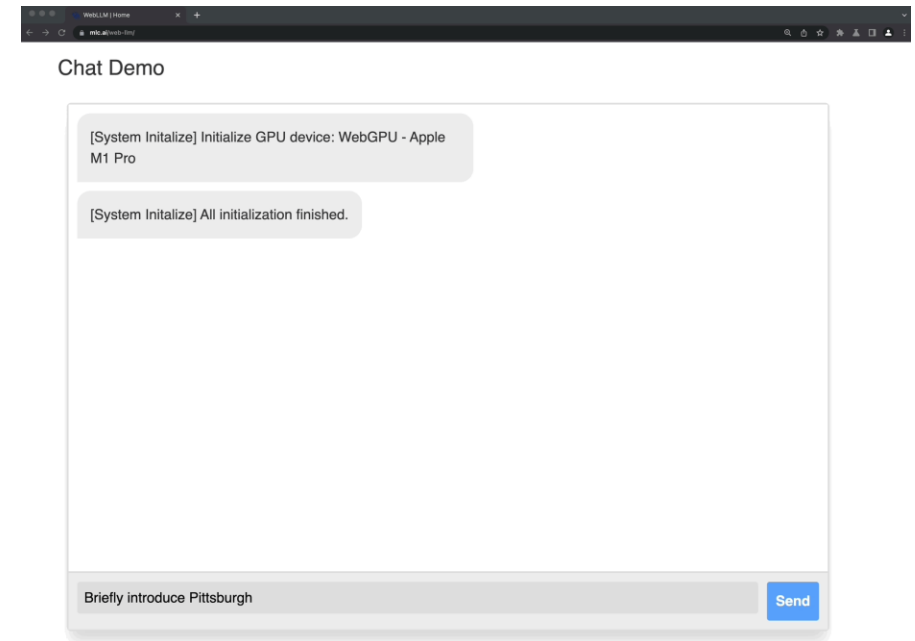 WebLLM | Home
mlc.ai/web-llm/
Chat Demo
[System Initalize] Initialize GPU device: WebGPU - Apple
M1 Pro
[System Initalize] All initialization finished.
Briefly introduce Pittsburgh
Send